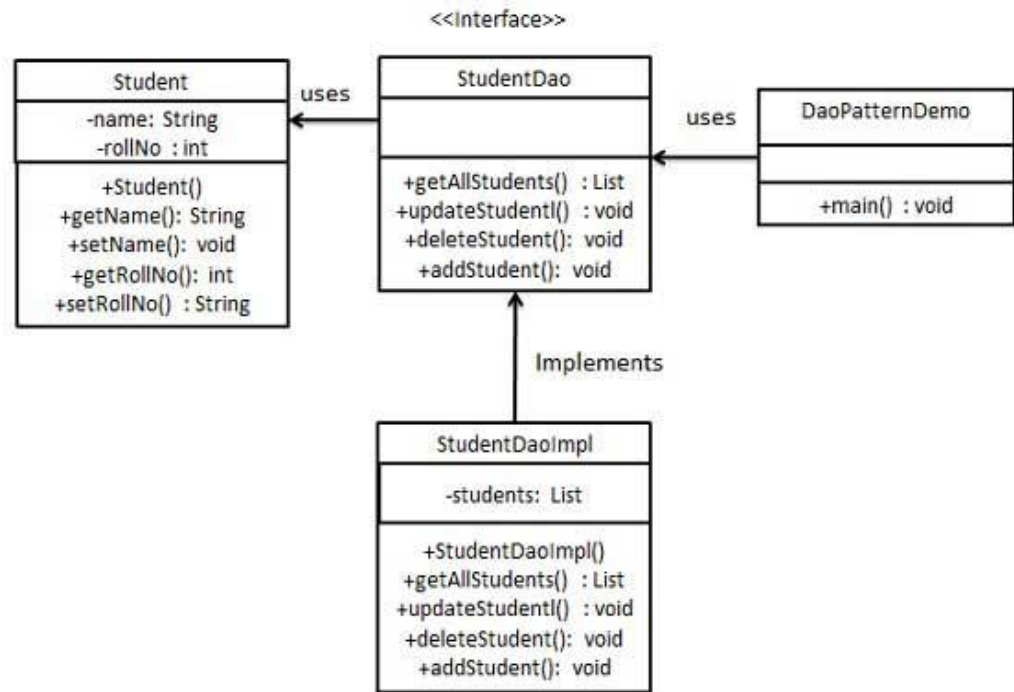 <<Interface>>
Student
-name: String
-rollNo : int
+Student()
+getName(): String
+setName(): void
+getRollNo(): int
+setRollNo() : String
uses
StudentDao
+getAllStudents() : List
+updateStudentl() : void
+deleteStudent(): void
+addStudent(): void
uses
DaoPatternDemo
+main() : void
Implements
StudentDaoImpl
-students: List
+StudentDaoImpl()
+getAllStudents() : List
+updateStudentl() : void
+deleteStudent(): void
+addStudent(): void